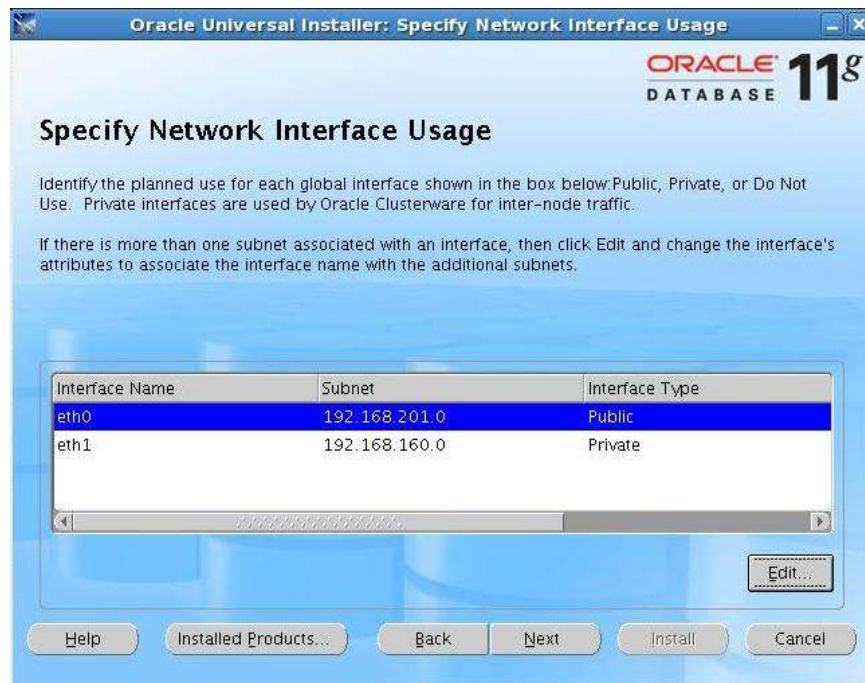 Oracle Universal Installer: Specify Network Interface Usage
ORACLE 11g
DATABASE
Specify Network Interface Usage
Identify the planned use for each global interface shown in the box below:Public, Private, or Do Not
Use. Private interfaces are used by Oracle Clusterware for inter-node traffic.
If there is more than one subnet associated with an interface, then click Edit and change the interface's
attributes to associate the interface name with the additional subnets.
Interface Name Subnet Interface Type
eth0 192.168.201.0 Public
eth1 192.168.160.0 Private
Edit...
Help Installed Products... Back Next Install Cancel